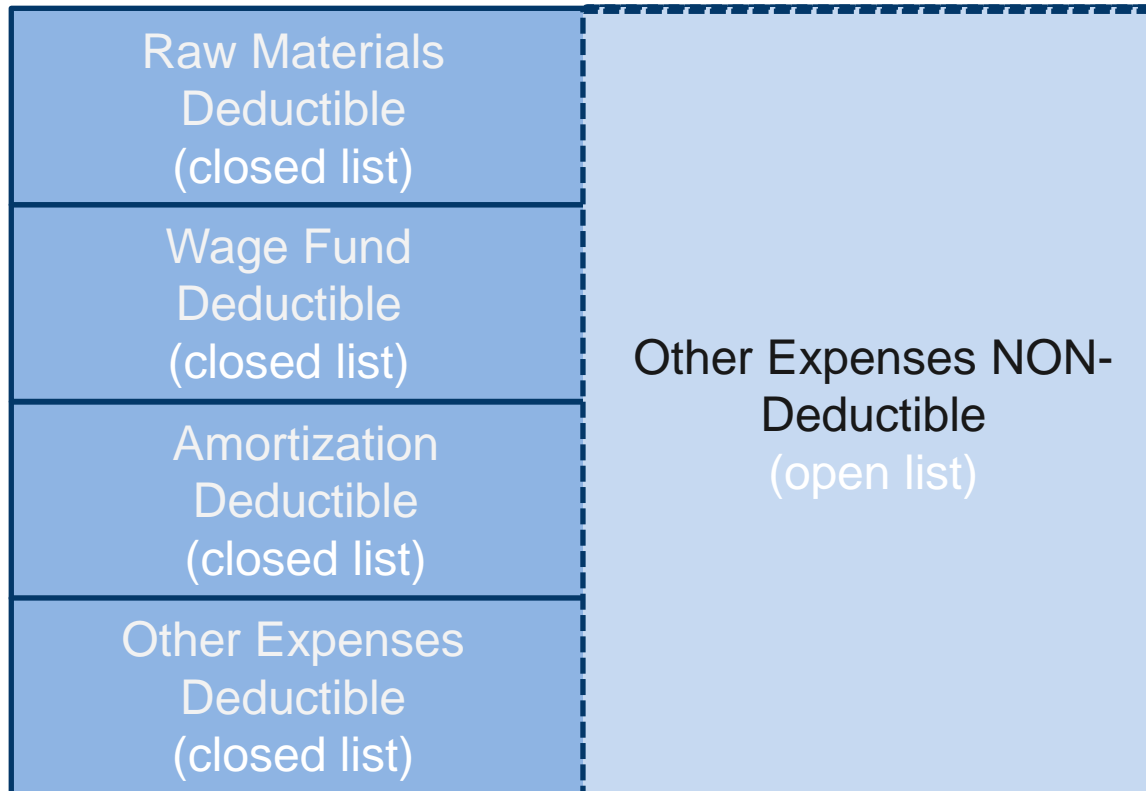 Raw Materials
Deductible
(closed list)
Wage Fund
Deductible
(closed list)
Amortization
Deductible
(closed list)
Other Expenses
Deductible
(closed list)
Other Expenses NON-
Deductible
(open list)